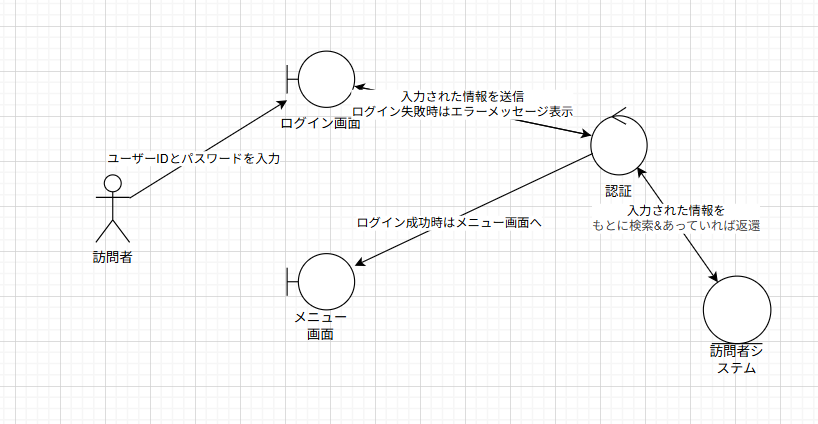 入力された情報を送信
ログイン失敗時はエラーメッセージ表示
ログイン画面
ユーザーIDとパスワードを入力
認証
入力された情報を
もとに検索&あっていれば返還
ログイン成功時はメニュー画面へ
訪問者
メニュー
画面
訪問者シ
ステム